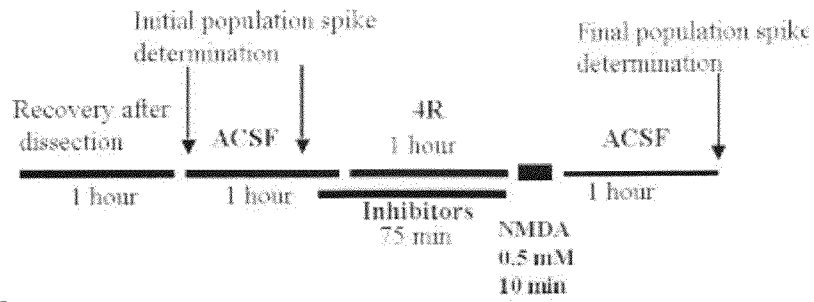 Initial population spike
determination
Final population spike
determination
Recovery after
dissection
ACSF
4R
1 hour
ACSF
1 hour
1 hour
1 hour
Inhibitors
75 min
NMDA
0.5 mM
10 min